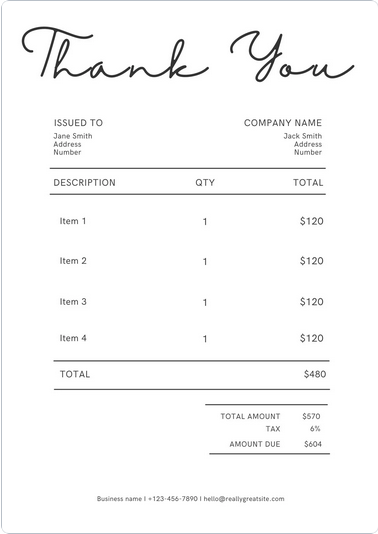 Thank You
ISSUED TO COMPANY NAME
Jane Smith Jack Smith
Address Address
Number Number
DESCRIPTION QTY TOTAL
Item 1 1 $120
Item 2 1 $120
Item 3 1 $120
Item 4 1 $120
TOTAL $480
TOTAL AMOUNT $570
TAX 6%
AMOUNT DUE $604
Business name I +123-456-7890 I hello@reallygreatsite.com